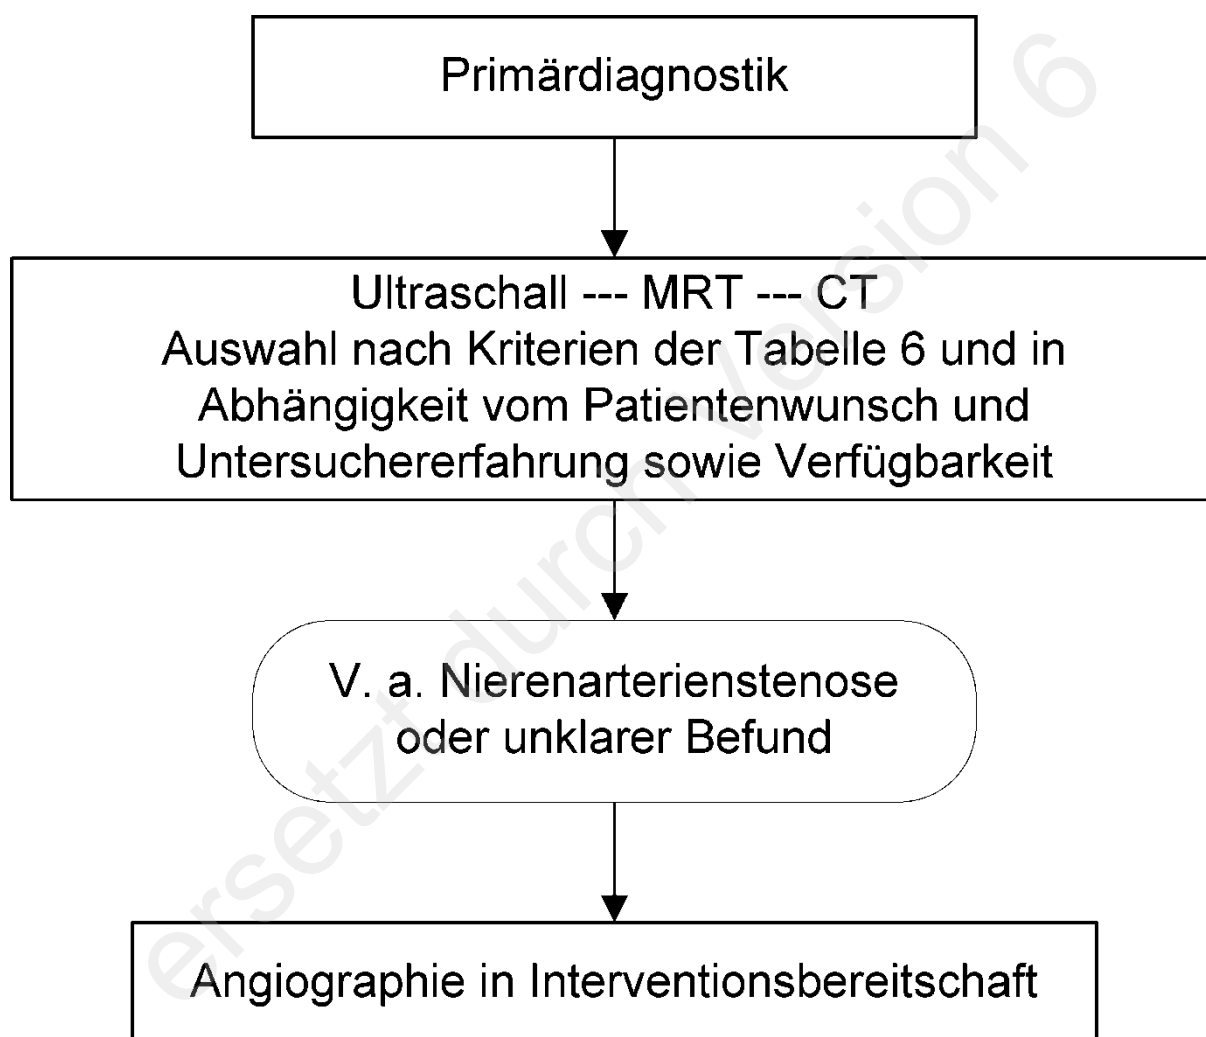 Primärdiagnostik
Ultraschall --- MRT --- CT
Auswahl nach Kriterien der Tabelle 6 und in
Abhängigkeit vom Patientenwunsch und
Untersuchererfahrung sowie Verfügbarkeit
V. a. Nierenarterienstenose
oder unklarer Befund
Angiographie in Interventionsbereitschaft
ersetzt durch Version 6